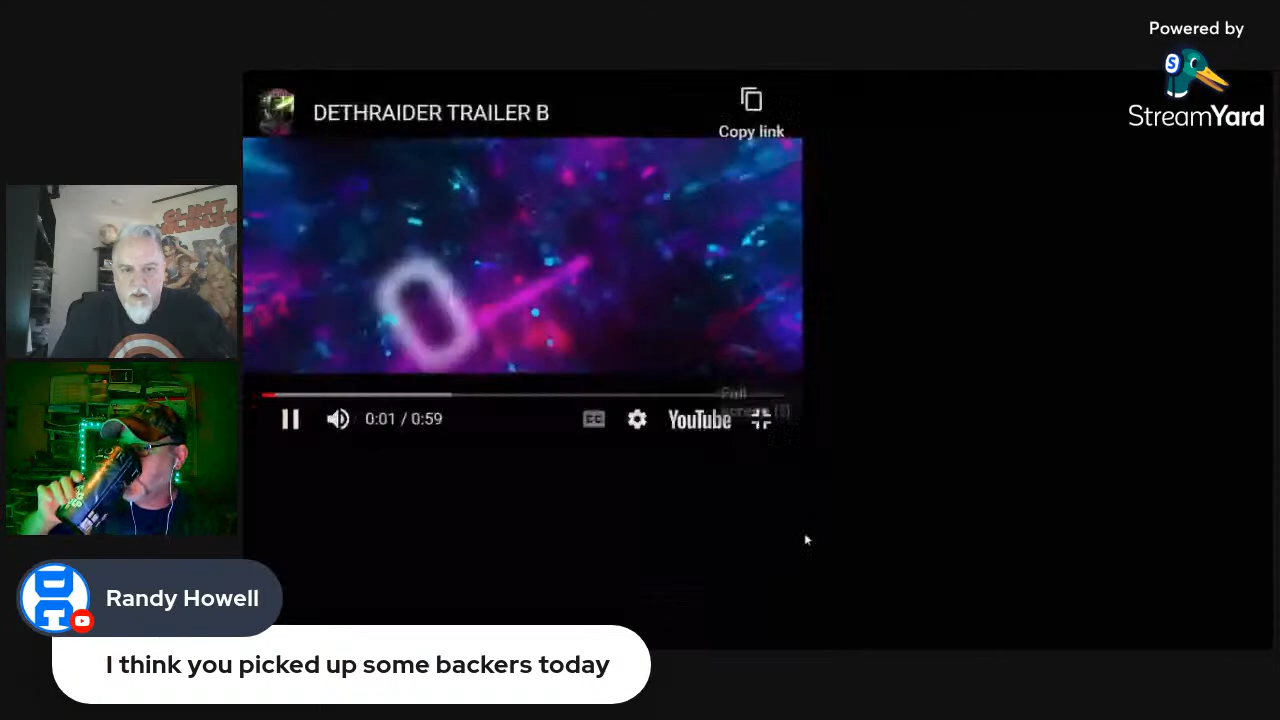 Powered by
StreamYard
DETHRAIDER TRAILER B
Copy link
0:01 / 0:59
CC
YouTube
Randy Howell
I think you picked up some backers today